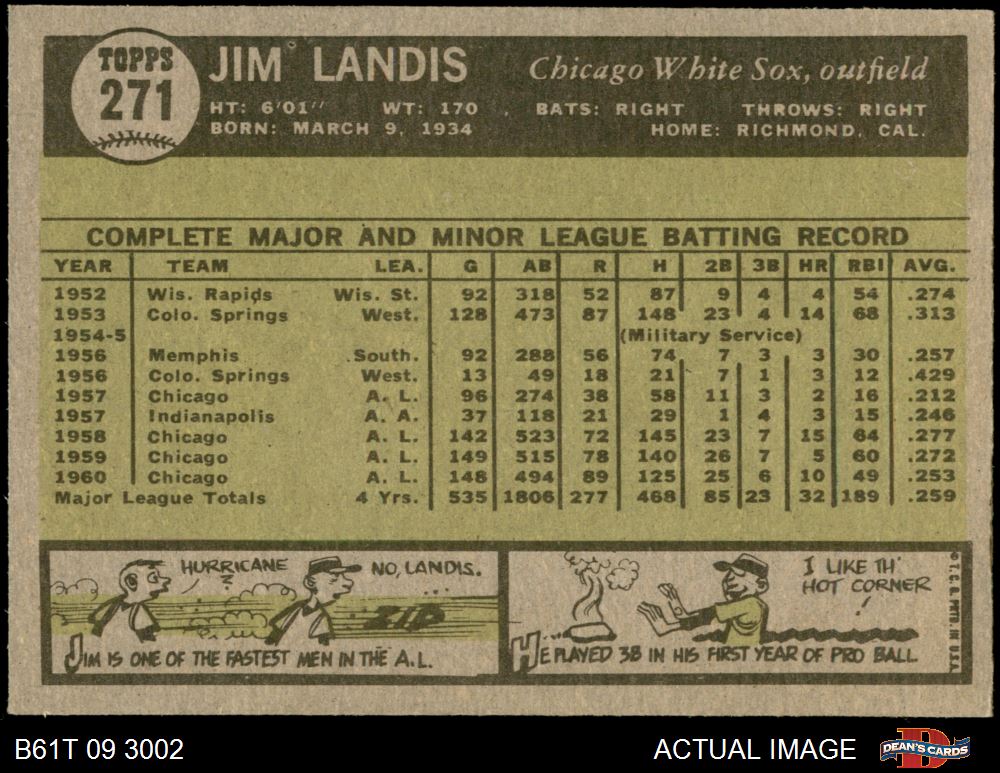 TOPPS
271
JIM LANDIS
Chicago White Sox, outfield
HT: 6'01" WT: 170 BATS: RIGHT THROWS: RIGHT
BORN: MARCH 9, 1934 HOME: RICHMOND, CAL.
COMPLETE MAJOR AND MINOR LEAGUE BATTING RECORD
YEAR TEAM LEA. G AB R H 2B 3B HR RBI AVG.
1952 Wis. Rapids Wis. St. 92 318 52 87 9 4 4 54 .274
1953 Colo. Springs West. 128 473 87 148 23 4 14 68 .313
1954-5 (Military Service)
1956 Memphis South. 92 288 56 74 7 3 3 30 .257
1956 Colo. Springs West. 13 49 18 21 7 1 3 12 .429
1957 Chicago A. L. 96 274 38 58 11 3 2 16 .212
1957 Indianapolis A. A. 37 118 21 29 1 4 3 15 .246
1958 Chicago A. L. 142 523 72 145 23 7 15 64 .277
1959 Chicago A. L. 149 515 78 140 26 7 5 60 .272
1960 Chicago A. L. 148 494 89 125 25 6 10 49 .253
Major League Totals 4 Yrs. 535 1806 277 468 85 23 32 189 .259
HURRICANE
?
NO, LANDIS.
ZIP
JIM IS ONE OF THE FASTEST MEN IN THE A.L.
I LIKE TH'
HOT CORNER
!
HE PLAYED 3B IN HIS FIRST YEAR OF PRO BALL
© T. C. G. PRTD. IN U.S.A.
B61T 09 3002
ACTUAL IMAGE
DEAN'S CARDS